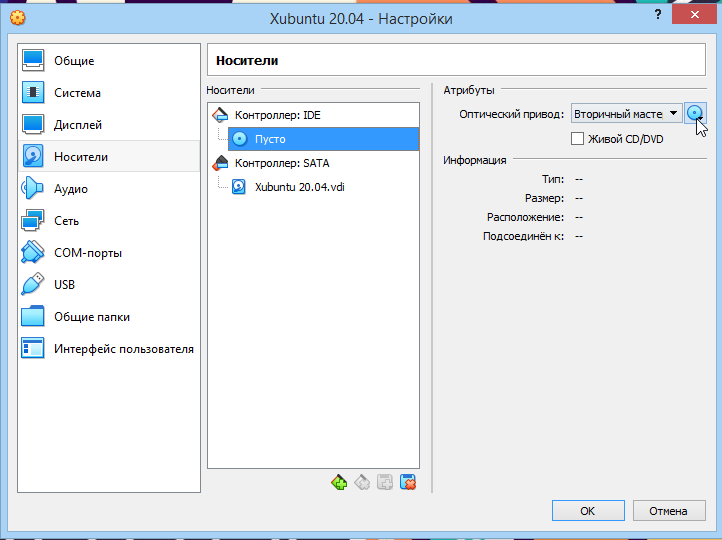 Xubuntu 20.04 - Настройки
?
Общие
Система
Дисплей
Носители
Аудио
Сеть
COM-порты
USB
Общие папки
Интерфейс пользователя
Носители
Носители
Контроллер: IDE
Пусто
Контроллер: SATA
Xubuntu 20.04.vdi
Атрибуты
Оптический привод: Вторичный масте
Живой CD/DVD
Информация
Тип: --
Размер: --
Расположение: --
Подсоединён к: --
OK Отмена